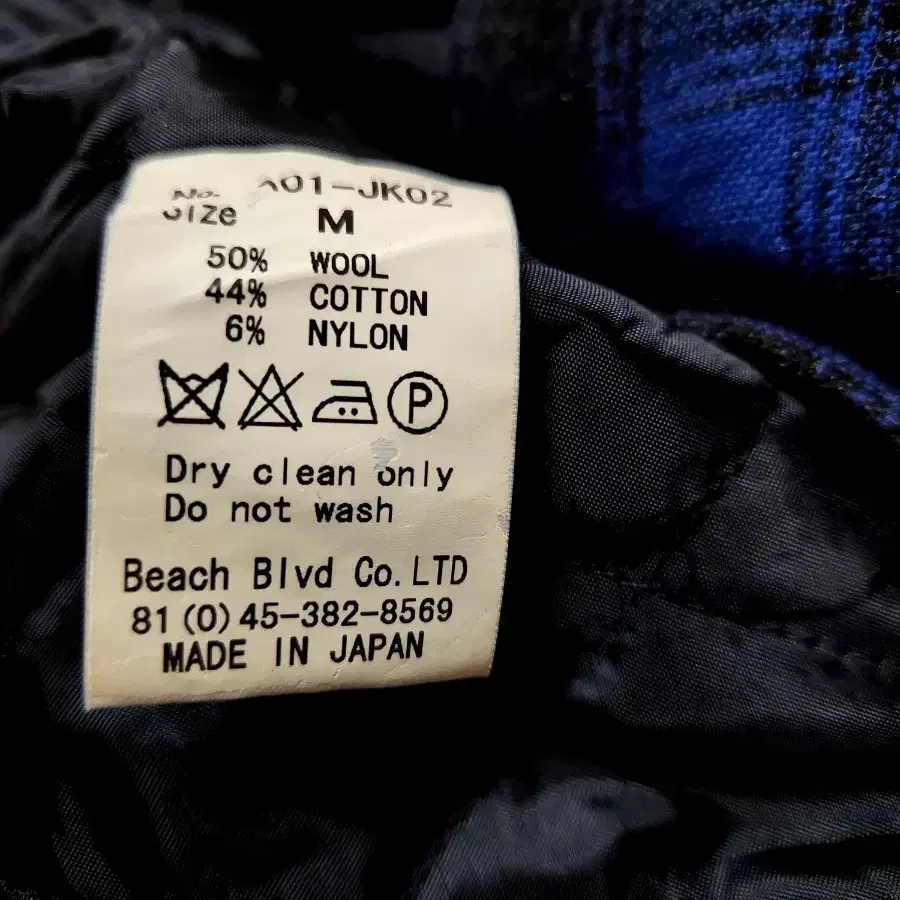 No. A01-JK02
Size M
50% WOOL
44% COTTON
6% NYLON
P
Dry clean only
Do not wash
Beach Blvd Co. LTD
81(0)45-382-8569
MADE IN JAPAN